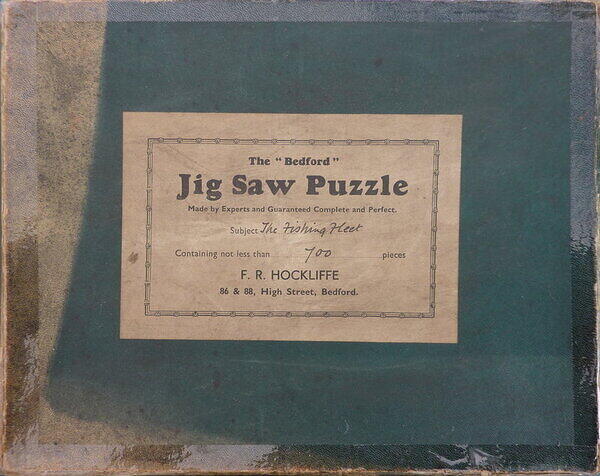 The "Bedford"
Jig Saw Puzzle
Made by Experts and Guaranteed Complete and Perfect.
Subject The Fishing Fleet
Containing not less than 700 pieces
F. R. HOCKLIFFE
86 & 88, High Street, Bedford.